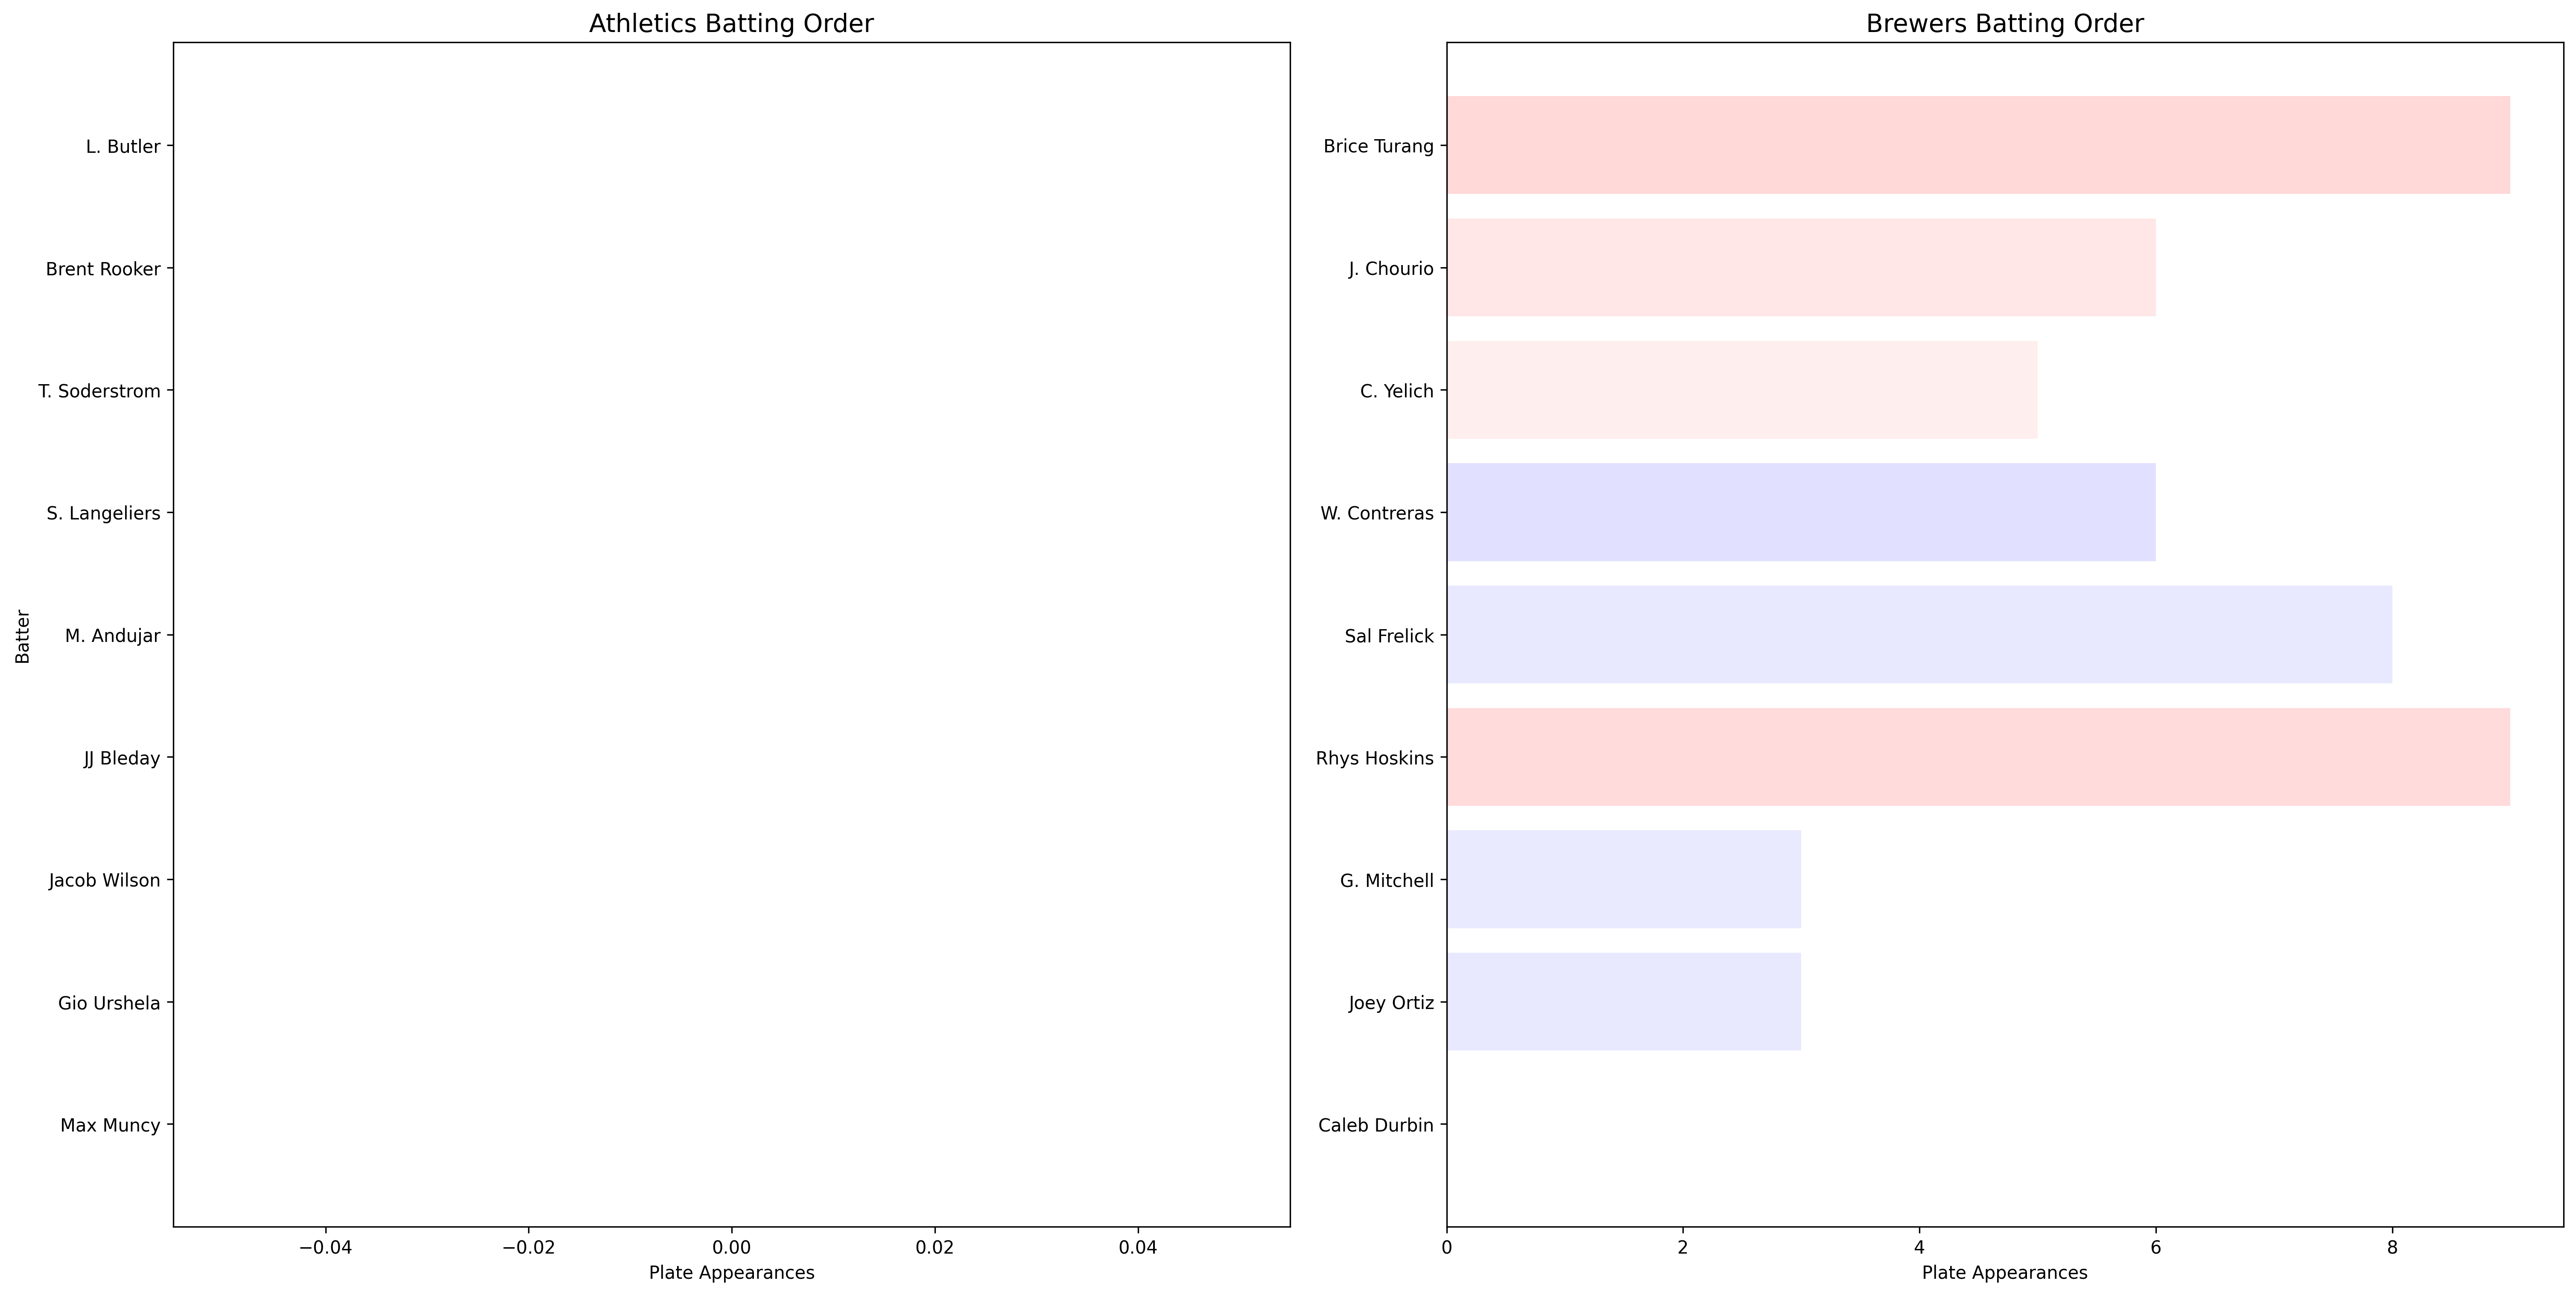 Athletics Batting Order
Batter
L. Butler
Brent Rooker
T. Soderstrom
S. Langeliers
M. Andujar
JJ Bleday
Jacob Wilson
Gio Urshela
Max Muncy
−0.04 −0.02 0.00 0.02 0.04
Plate Appearances
Brewers Batting Order
Brice Turang
J. Chourio
C. Yelich
W. Contreras
Sal Frelick
Rhys Hoskins
G. Mitchell
Joey Ortiz
Caleb Durbin
0 2 4 6 8
Plate Appearances